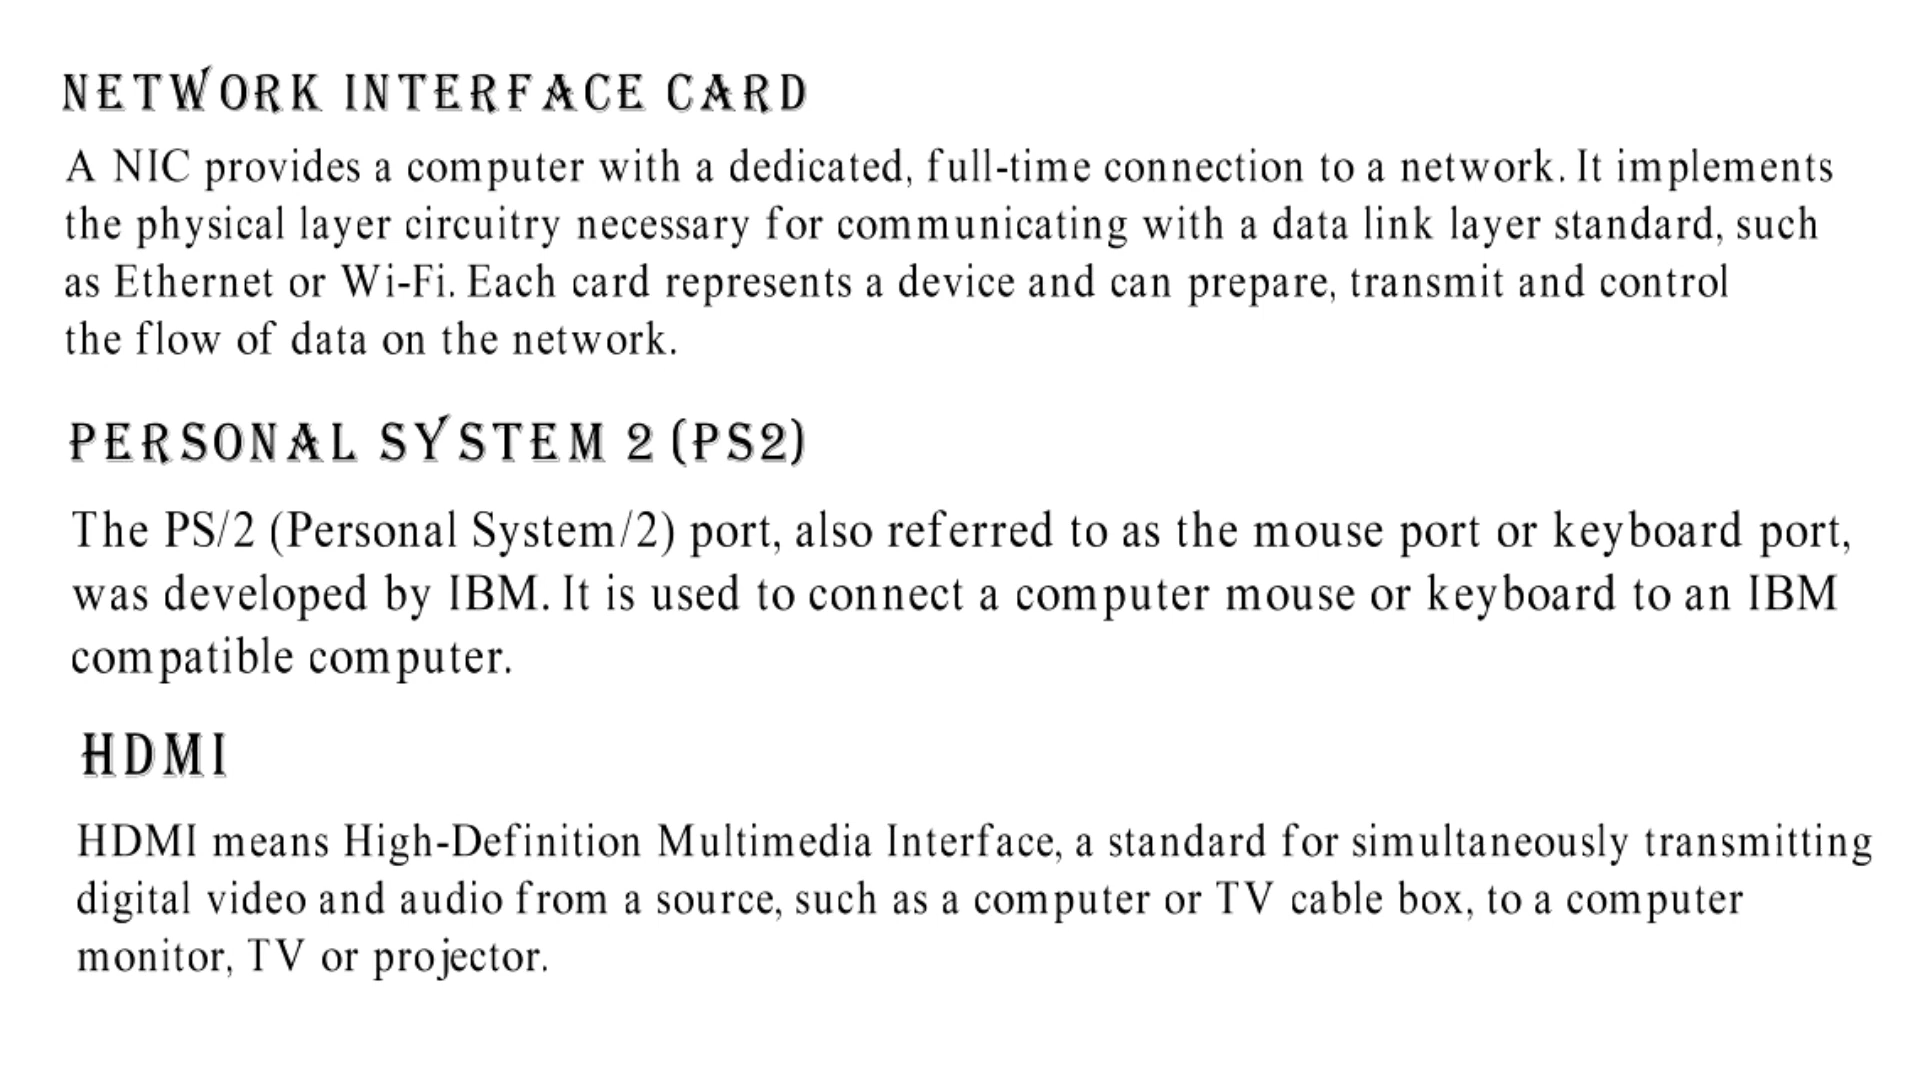 NETWORK INTERFACE CARD
A NIC provides a computer with a dedicated, full-time connection to a network. It implements
the physical layer circuitry necessary for communicating with a data link layer standard, such
as Ethernet or Wi-Fi. Each card represents a device and can prepare, transmit and control
the flow of data on the network.
PERSONAL SYSTEM 2 (PS2)
The PS/2 (Personal System/2) port, also referred to as the mouse port or keyboard port,
was developed by IBM. It is used to connect a computer mouse or keyboard to an IBM
compatible computer.
HDMI
HDMI means High-Definition Multimedia Interface, a standard for simultaneously transmitting
digital video and audio from a source, such as a computer or TV cable box, to a computer
monitor, TV or projector.